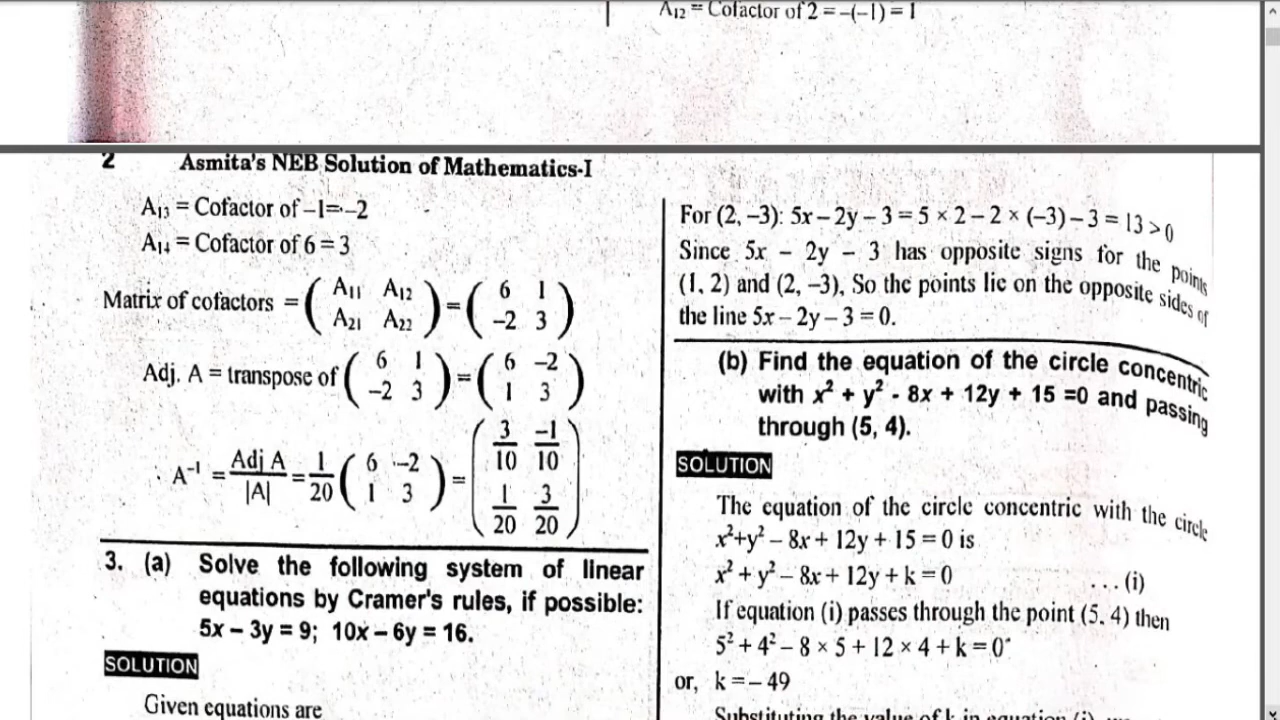 A₁₂ = Cofactor of 2 = –(–1) = 1
2 Asmita's NEB Solution of Mathematics-I
A₁₃ = Cofactor of –1=–2
A₁₄ = Cofactor of 6 = 3
Matrix of cofactors = ( A₁₁ A₁₂ ; A₂₁ A₂₂ ) = ( 6 1 ; –2 3 )
Adj. A = transpose of ( 6 1 ; –2 3 ) = ( 6 –2 ; 1 3 )
∴ A⁻¹ = Adj A / |A| = 1/20 ( 6 –2 ; 1 3 ) = ( 3/10 –1/10 ; 1/20 3/20 )
3. (a) Solve the following system of linear
equations by Cramer's rules, if possible:
5x – 3y = 9; 10x – 6y = 16.
SOLUTION
Given equations are
For (2, –3): 5x – 2y – 3 = 5 × 2 – 2 × (–3) – 3 = 13 > 0
Since 5x – 2y – 3 has opposite signs for the points
(1, 2) and (2, –3), So the points lie on the opposite sides of
the line 5x – 2y – 3 = 0.
(b) Find the equation of the circle concentric
with x² + y² - 8x + 12y + 15 =0 and passing
through (5, 4).
SOLUTION
The equation of the circle concentric with the circle
x²+y² – 8x + 12y + 15 = 0 is
x² + y² – 8x + 12y + k = 0 ... (i)
If equation (i) passes through the point (5. 4) then
5² + 4² – 8 × 5 + 12 × 4 + k = 0
or, k = – 49
Substituting the value of k in equation (i),